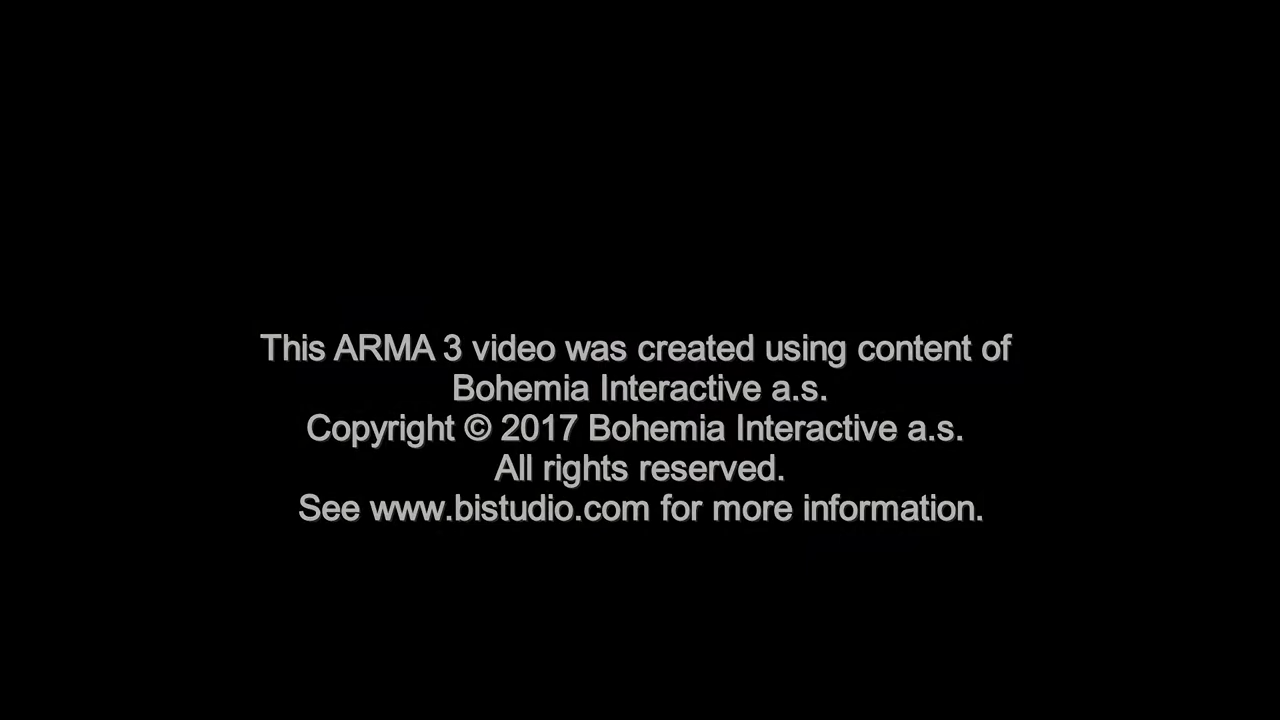 This ARMA 3 video was created using content of
Bohemia Interactive a.s.
Copyright © 2017 Bohemia Interactive a.s.
All rights reserved.
See www.bistudio.com for more information.